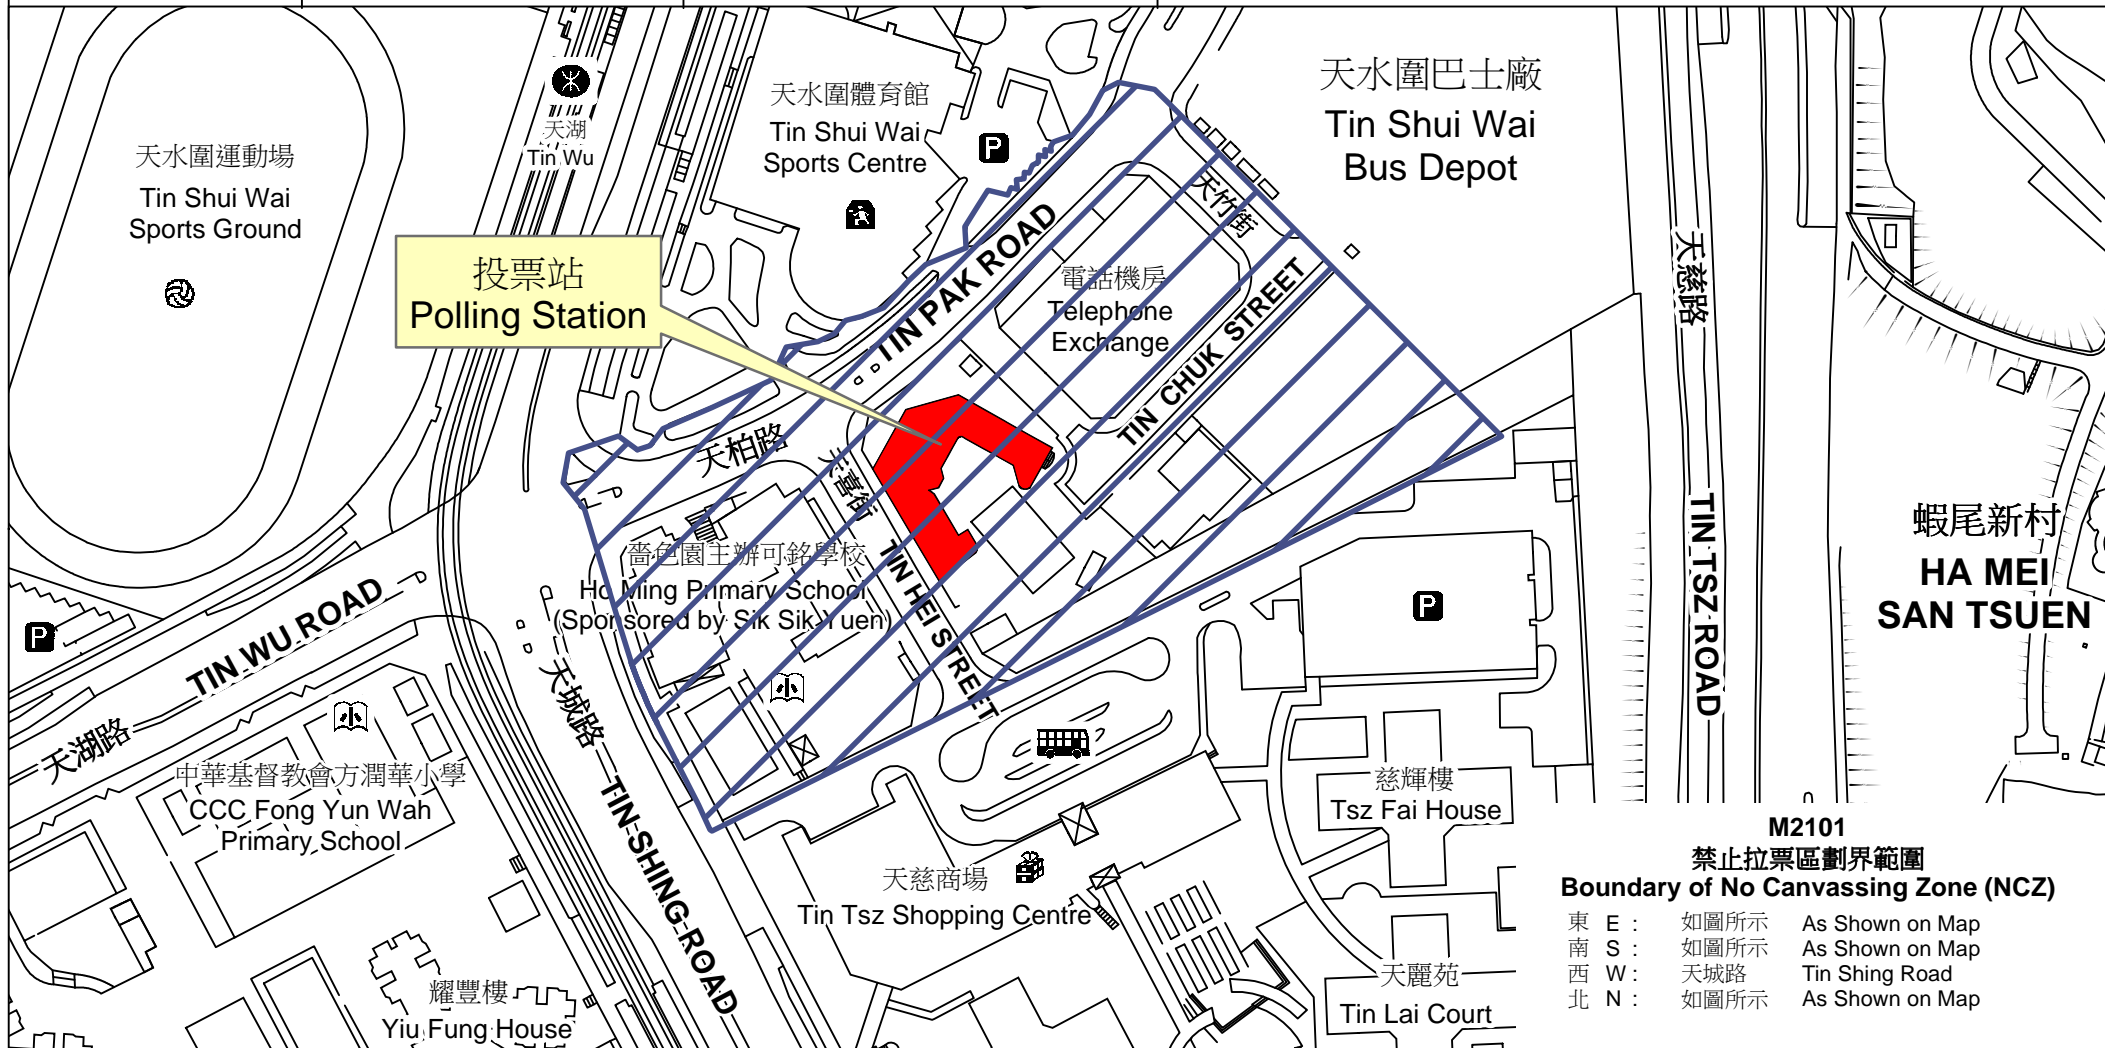 天水圍運動場
Tin Shui Wai
Sports Ground
天湖
Tin Wu
天水圍體育館
Tin Shui Wai
Sports Centre
P
天水圍巴士廠
Tin Shui Wai
Bus Depot
投票站
Polling Station
TIN PAK ROAD
天柏路
天竹街
TIN CHUK STREET
電話機房
Telephone
Exchange
天慈路
TIN TSZ ROAD
蝦尾新村
HA MEI
SAN TSUEN
天喜街
TIN HEI STREET
嗇色園主辦可銘學校
Ho Ming Primary School
(Sponsored by Sik Sik Yuen)
小
P
P
TIN WU ROAD
天湖路
天城路
TIN SHING ROAD
小
中華基督教會方潤華小學
CCC Fong Yun Wah
Primary School
慈輝樓
Tsz Fai House
天慈商場
Tin Tsz Shopping Centre
天麗苑
Tin Lai Court
耀豐樓
Yiu Fung House
M2101
禁止拉票區劃界範圍
Boundary of No Canvassing Zone (NCZ)
東 E : 如圖所示 As Shown on Map
南 S : 如圖所示 As Shown on Map
西 W : 天城路 Tin Shing Road
北 N : 如圖所示 As Shown on Map